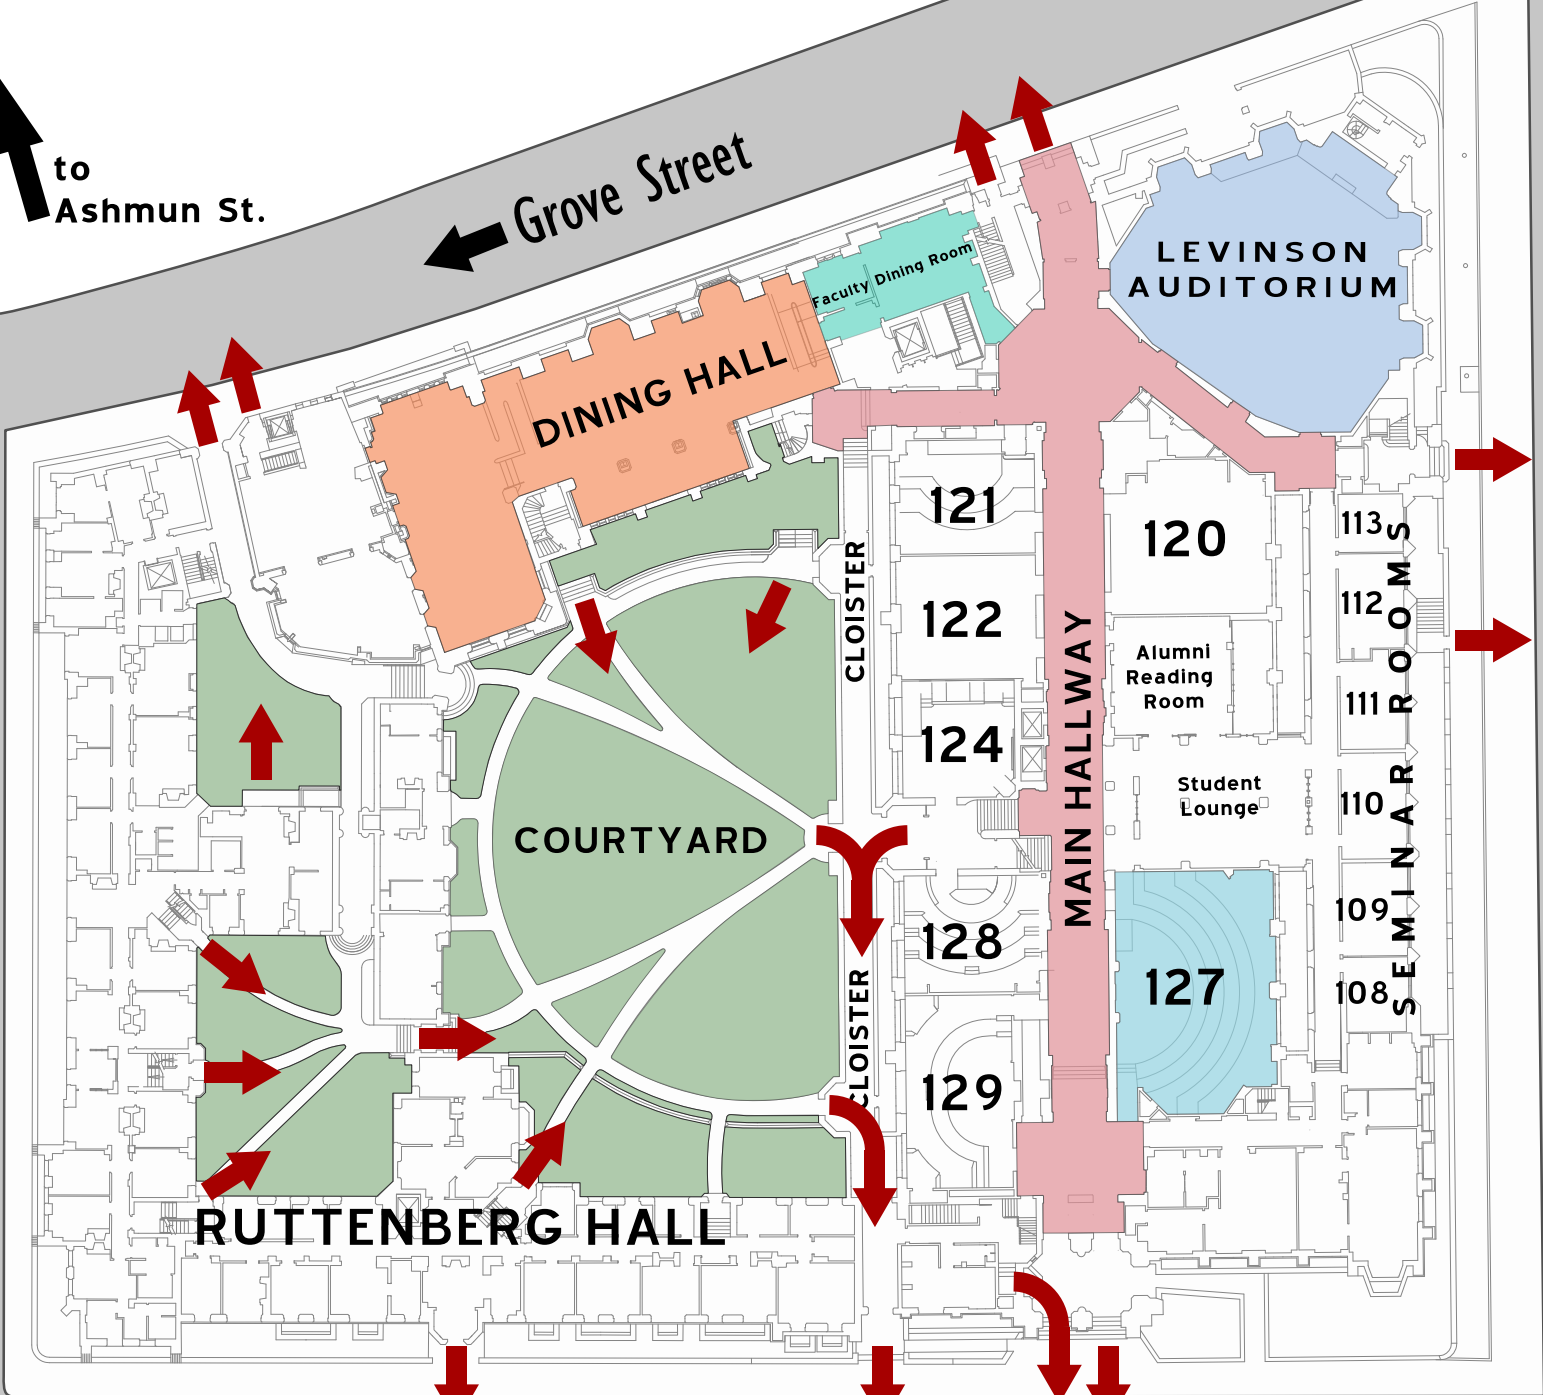 to
Ashmun St.
Grove Street
LEVINSON
AUDITORIUM
Faculty Dining Room
DINING HALL
121
120
113
CLOISTER
122
112
SEMINAR ROOMS
MAIN HALLWAY
Alumni
Reading
Room
111
124
Student
Lounge
110
COURTYARD
109
128
127
108
CLOISTER
129
RUTTENBERG HALL